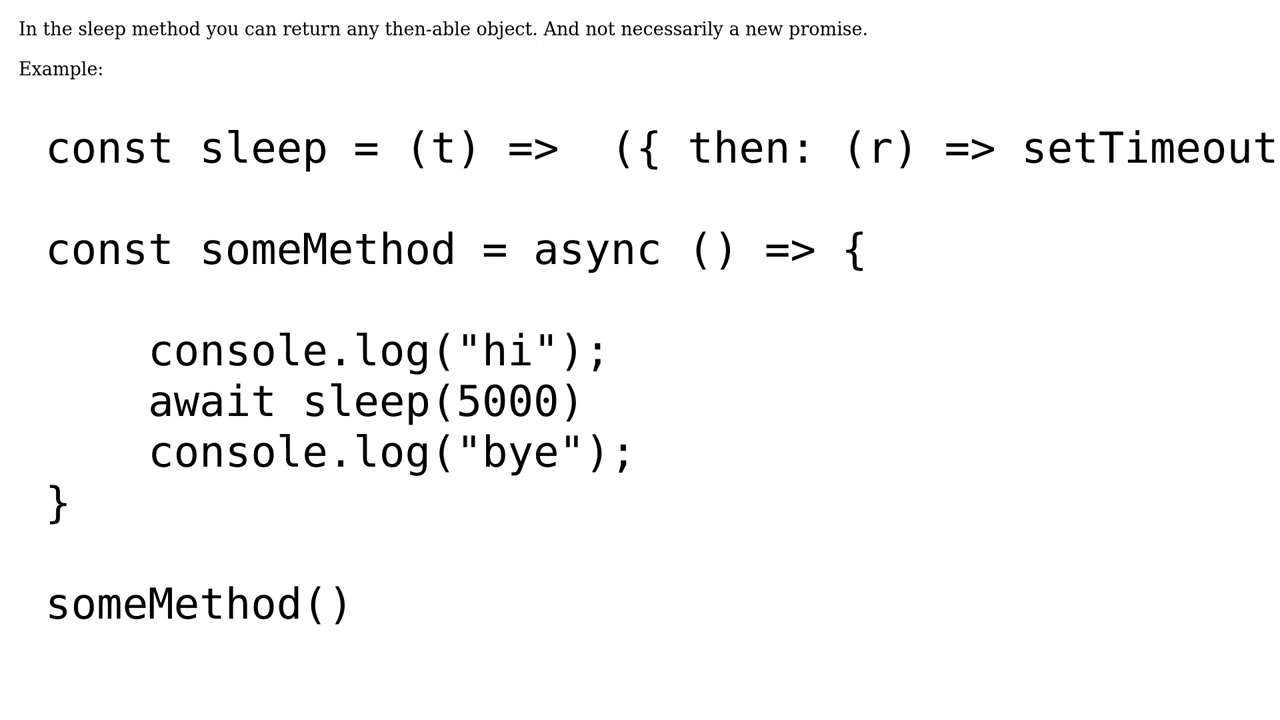 In the sleep method you can return any then-able object. And not necessarily a new promise.
Example:
const sleep = (t) =>  ({ then: (r) => setTimeout
const someMethod = async () => {
console.log("hi");
await sleep(5000)
console.log("bye");
}
someMethod()